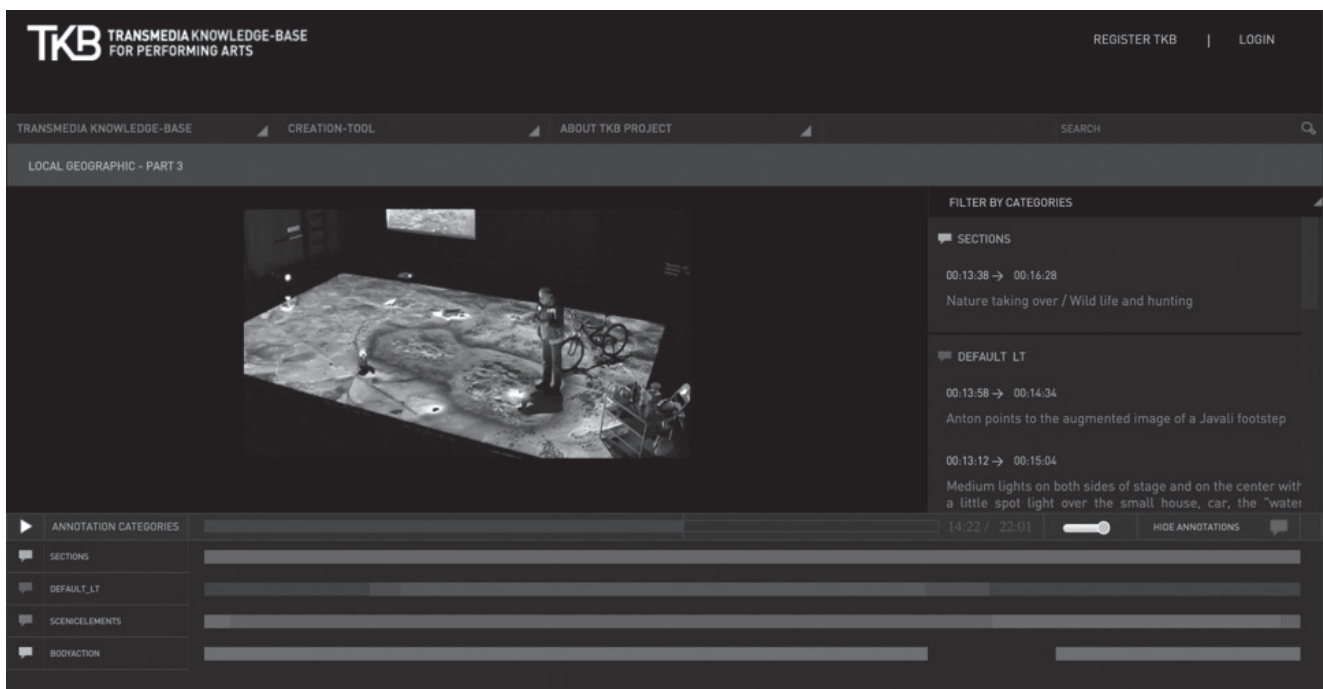 TKB TRANSMEDIA KNOWLEDGE-BASE
FOR PERFORMING ARTS
REGISTER TKB | LOGIN
TRANSMEDIA KNOWLEDGE-BASE
CREATION-TOOL
ABOUT TKB PROJECT
SEARCH
LOCAL GEOGRAPHIC - PART 3
FILTER BY CATEGORIES
SECTIONS
00:13:38 → 00:16:28
Nature taking over / Wild life and hunting
DEFAULT LT
00:13:58 → 00:14:34
Anton points to the augmented image of a Javali footstep
00:13:12 → 00:15:04
Medium lights on both sides of stage and on the center with
a little spot light over the small house, car, the "water
ANNOTATION CATEGORIES
14:22 / 22:01
HIDE ANNOTATIONS
SECTIONS
DEFAULT_LT
SCENICELEMENTS
BODYACTION